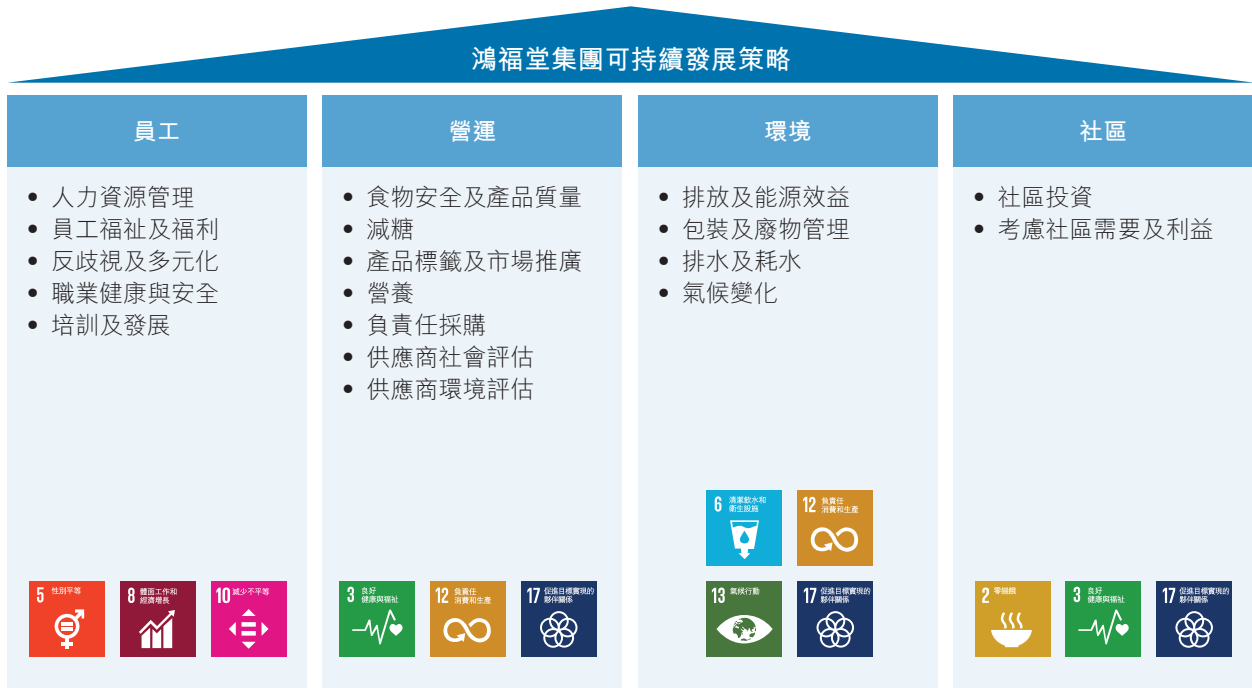 鴻福堂集團可持續發展策略
員工
• 人力資源管理
• 員工福祉及福利
• 反歧視及多元化
• 職業健康與安全
• 培訓及發展
5 性別平等
8 體面工作和
經濟增長
10 減少不平等
營運
• 食物安全及產品質量
• 減糖
• 產品標籤及市場推廣
• 營養
• 負責任採購
• 供應商社會評估
• 供應商環境評估
3 良好
健康與福祉
12 負責任
消費和生產
17 促進目標實現的
夥伴關係
環境
• 排放及能源效益
• 包裝及廢物管埋
• 排水及耗水
• 氣候變化
6 清潔飲水和
衛生設施
12 負責任
消費和生產
13 氣候行動
17 促進目標實現的
夥伴關係
社區
• 社區投資
• 考慮社區需要及利益
2 零飢餓
3 良好
健康與福祉
17 促進目標實現的
夥伴關係